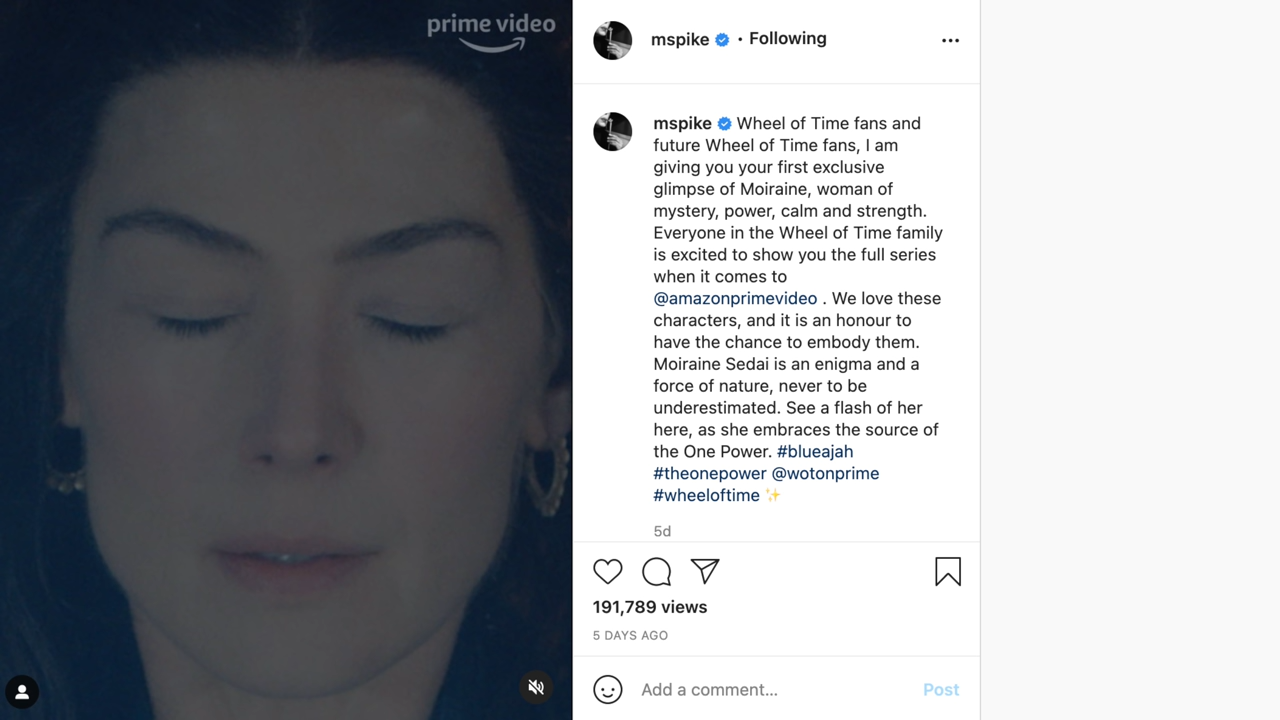 prime video
mspike • Following
mspike Wheel of Time fans and
future Wheel of Time fans, I am
giving you your first exclusive
glimpse of Moiraine, woman of
mystery, power, calm and strength.
Everyone in the Wheel of Time family
is excited to show you the full series
when it comes to
@amazonprimevideo . We love these
characters, and it is an honour to
have the chance to embody them.
Moiraine Sedai is an enigma and a
force of nature, never to be
underestimated. See a flash of her
here, as she embraces the source of
the One Power. #blueajah
#theonepower @wotonprime
#wheeloftime ✨
5d
191,789 views
5 DAYS AGO
Add a comment...
Post